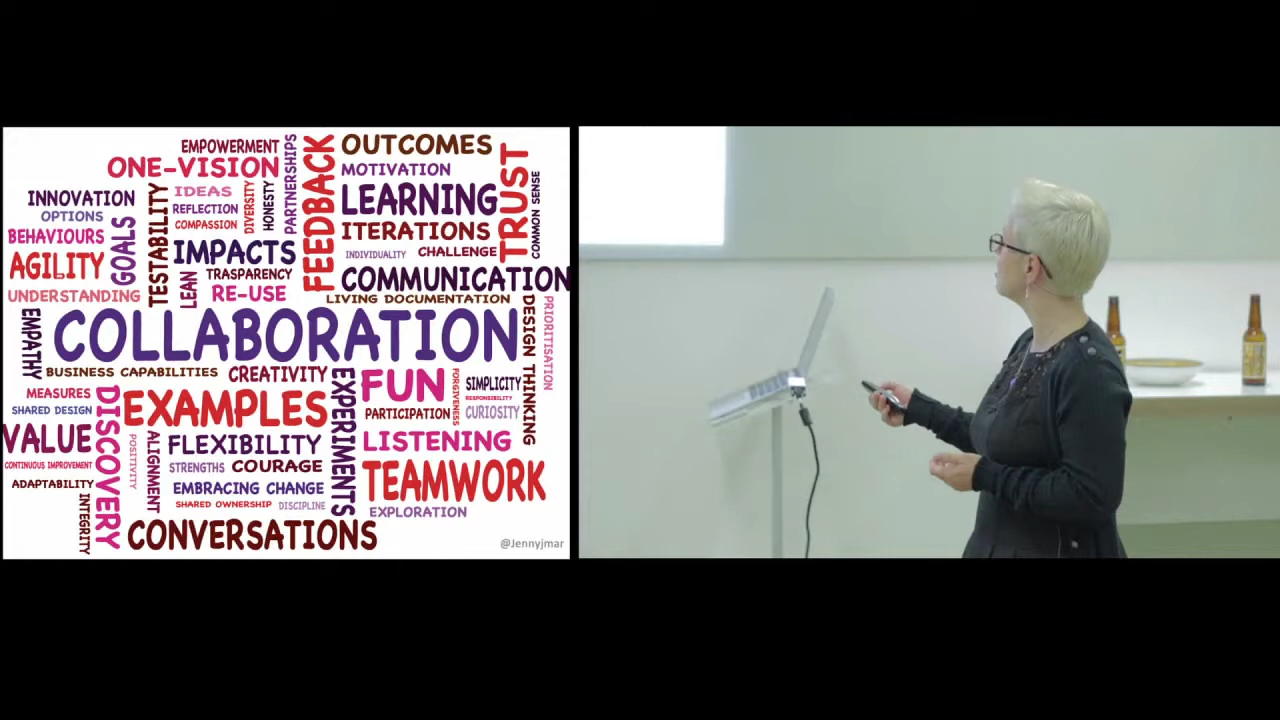 EMPOWERMENT
ONE-VISION
PARTNERSHIPS
FEEDBACK
OUTCOMES
MOTIVATION
TRUST
INNOVATION
IDEAS
DIVERSITY
HONESTY
LEARNING
COMMON SENSE
OPTIONS
GOALS
TESTABILITY
REFLECTION
COMPASSION
ITERATIONS
BEHAVIOURS
IMPACTS
INDIVIDUALITY
CHALLENGE
AGILITY
LEAN
TRASPARENCY
COMMUNICATION
UNDERSTANDING
RE-USE
LIVING DOCUMENTATION
EMPATHY
COLLABORATION
DESIGN THINKING
PRIORITISATION
BUSINESS CAPABILITIES
CREATIVITY
EXPERIMENTS
FUN
FORGIVENESS
SIMPLICITY
RESPONSIBILITY
MEASURES
DISCOVERY
EXAMPLES
PARTICIPATION
CURIOSITY
SHARED DESIGN
VALUE
POSITIVITY
ALIGNMENT
FLEXIBILITY
LISTENING
CONTINUOUS IMPROVEMENT
STRENGTHS
COURAGE
TEAMWORK
ADAPTABILITY
EMBRACING CHANGE
INTEGRITY
SHARED OWNERSHIP
DISCIPLINE
EXPLORATION
CONVERSATIONS
@Jennyjmar